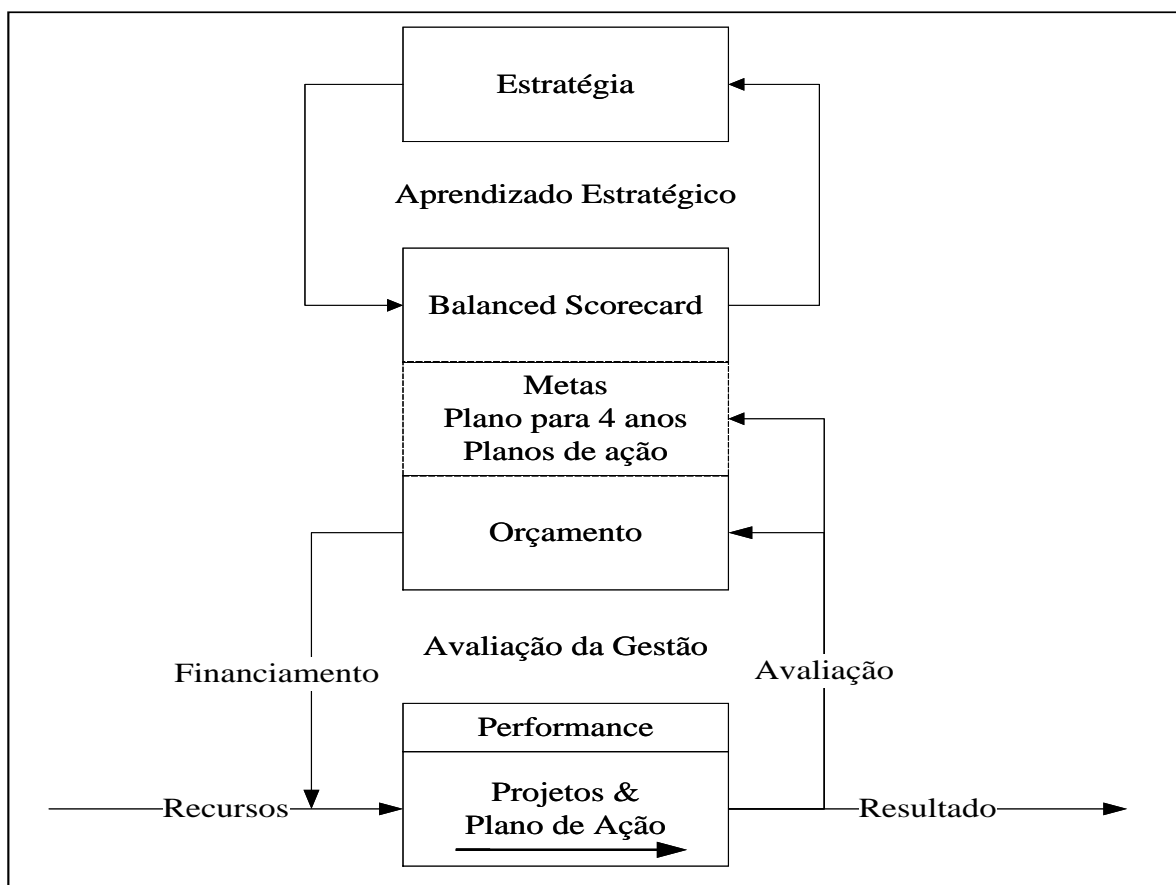 Estratégia
Aprendizado Estratégico
Balanced Scorecard
Metas
Plano para 4 anos
Planos de ação
Orçamento
Avaliação da Gestão
Financiamento
Avaliação
Performance
Recursos
Projetos &
Plano de Ação
Resultado